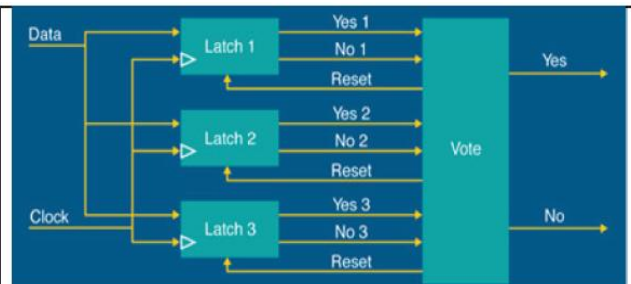 Data
Yes 1
Latch 1
No 1
Reset
Yes
Yes 2
Latch 2
No 2
Reset
Vote
Clock
Yes 3
Latch 3
No 3
Reset
No